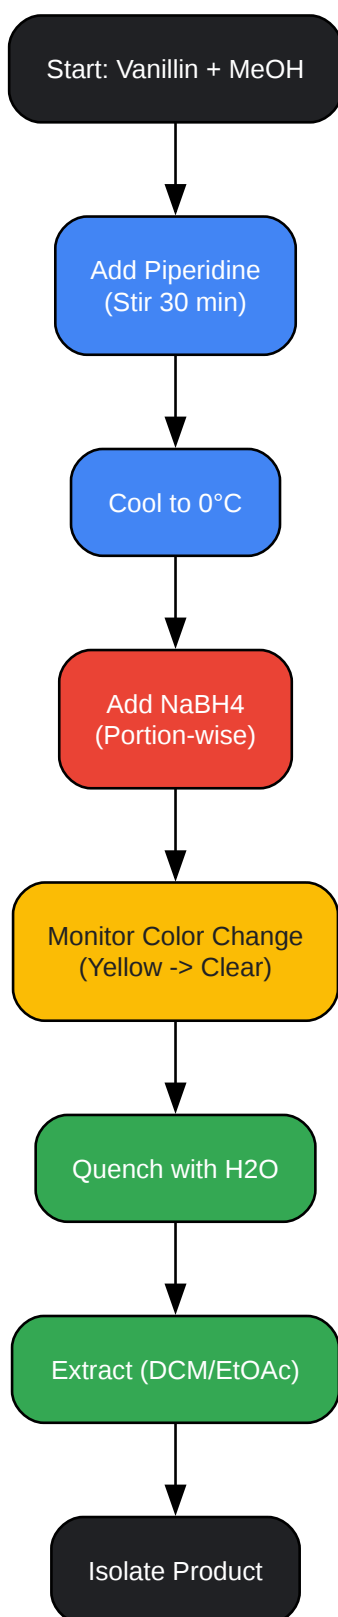 Start: Vanillin + MeOH
Add Piperidine
(Stir 30 min)
Cool to 0°C
Add NaBH4
(Portion-wise)
Monitor Color Change
(Yellow -> Clear)
Quench with H2O
Extract (DCM/EtOAc)
Isolate Product